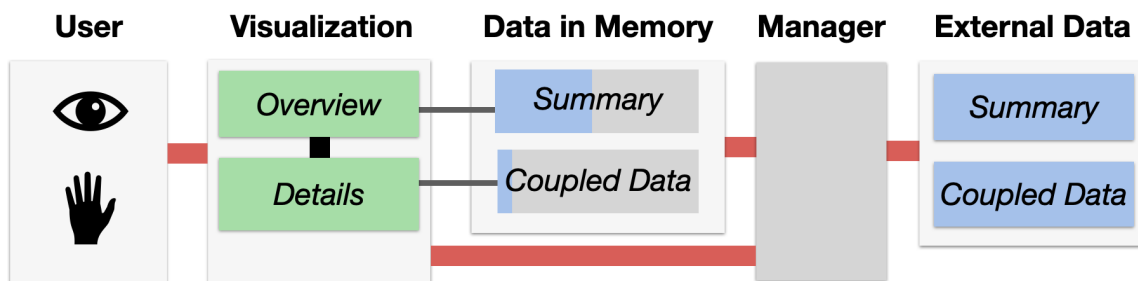 User
Visualization
Data in Memory
Manager
External Data
Overview
Summary
Summary
Details
Coupled Data
Coupled Data